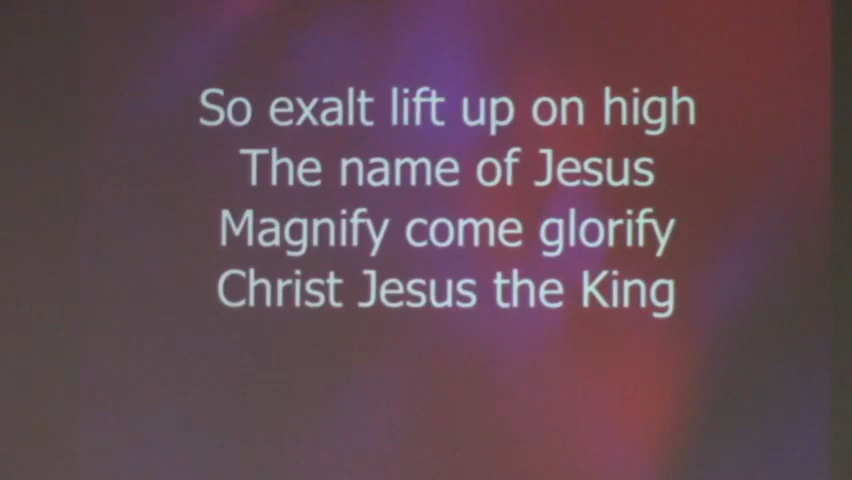 So exalt lift up on high
The name of Jesus
Magnify come glorify
Christ Jesus the King